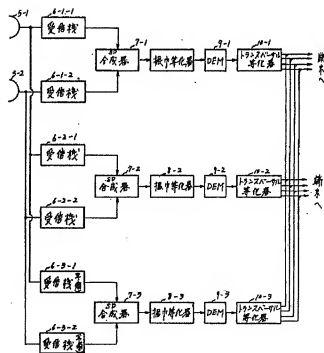 5-1
6-1-1
受信機
SP
合成器
7-1
振巾等化器
9-1
DEM
10-1
トランスバーサル
等化器
端末へ
5-2
6-1-2
受信機
6-2-1
受信機
SP
合成器
7-2
8-2
振巾等化器
9-2
DEM
10-2
トランスバーサル
等化器
端末へ
6-2-2
受信機
6-3-1
受信機
SP
合成器
7-3
8-3
振巾等化器
9-3
DEM
10-3
トランスバーサル
等化器
6-3-2
受信機